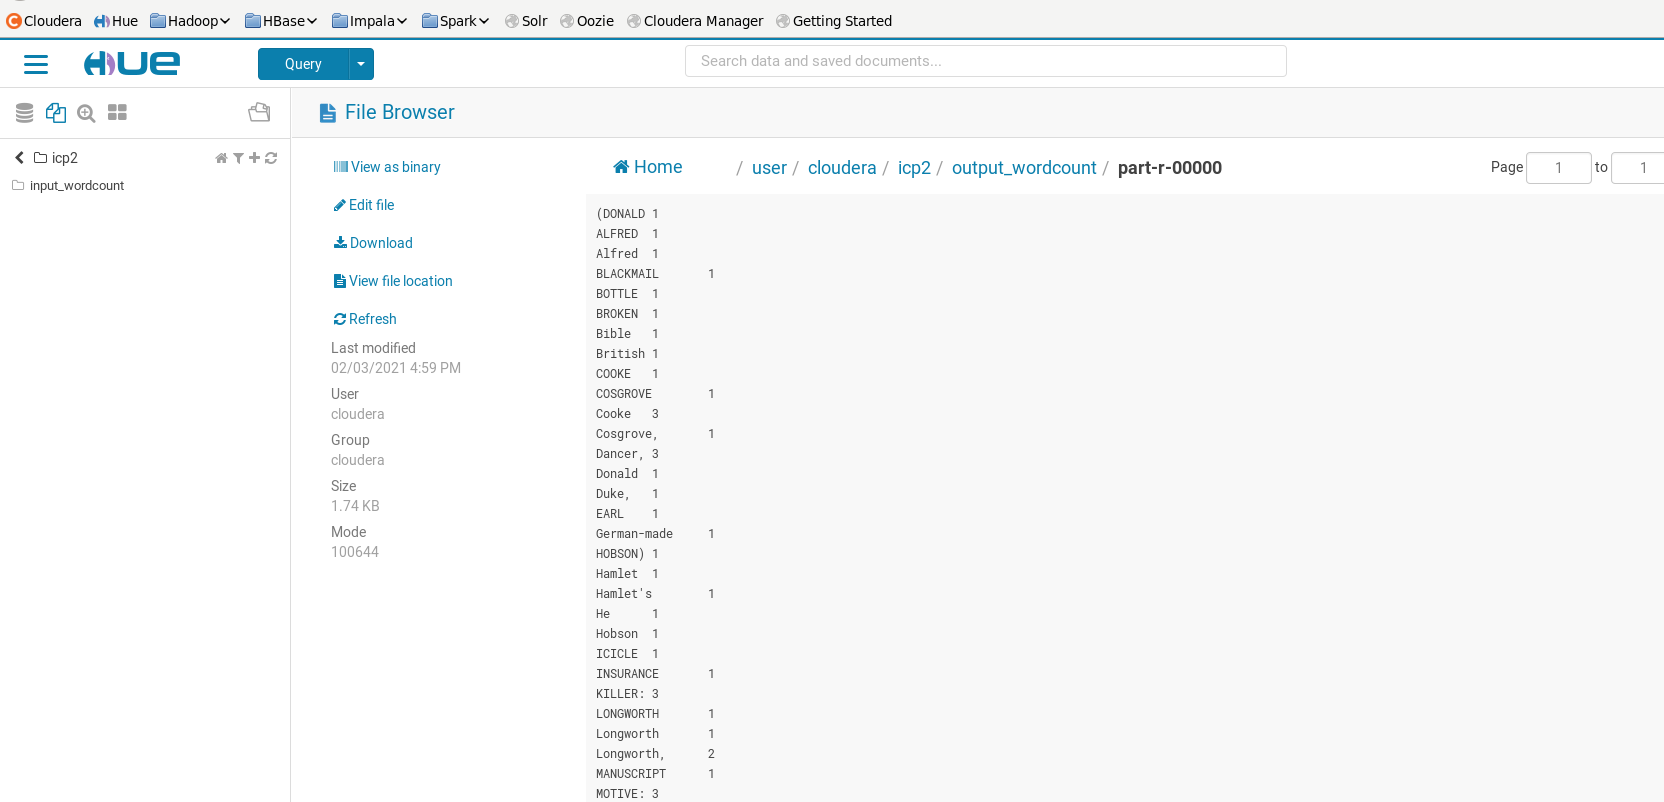 Cloudera Hue Hadoop HBase Impala Spark Solr Oozie Cloudera Manager Getting Started
HUE Query Search data and saved documents...
File Browser
icp2
input_wordcount
View as binary
Edit file
Download
View file location
Refresh
Last modified
02/03/2021 4:59 PM
User
cloudera
Group
cloudera
Size
1.74 KB
Mode
100644
Home / user / cloudera / icp2 / output_wordcount / part-r-00000
Page 1 to 1
(DONALD 1
ALFRED 1
Alfred 1
BLACKMAIL 1
BOTTLE 1
BROKEN 1
Bible 1
British 1
COOKE 1
COSGROVE 1
Cooke 3
Cosgrove, 1
Dancer, 3
Donald 1
Duke, 1
EARL 1
German-made 1
HOBSON) 1
Hamlet 1
Hamlet's 1
He 1
Hobson 1
ICICLE 1
INSURANCE 1
KILLER: 3
LONGWORTH 1
Longworth 1
Longworth, 2
MANUSCRIPT 1
MOTIVE: 3